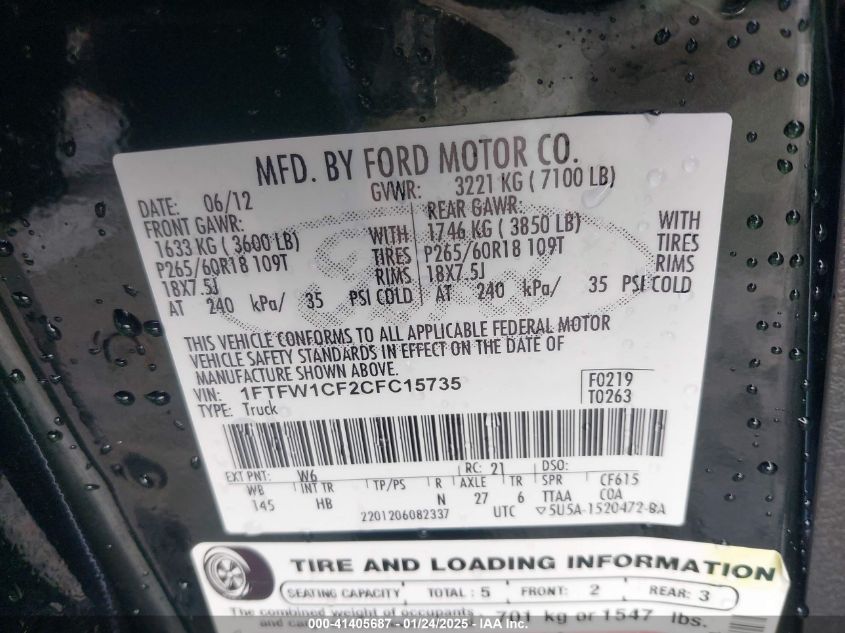 MFD. BY FORD MOTOR CO.
DATE: 06/12 GVWR: 3221 KG ( 7100 LB)
FRONT GAWR: REAR GAWR:
1633 KG ( 3600 LB) WITH 1746 KG ( 3850 LB) WITH
P265/60R18 109T TIRES P265/60R18 109T TIRES
18X7.5J RIMS 18X7.5J RIMS
AT 240 kPa/ 35 PSI COLD AT 240 kPa/ 35 PSI COLD
THIS VEHICLE CONFORMS TO ALL APPLICABLE FEDERAL MOTOR
VEHICLE SAFETY STANDARDS IN EFFECT ON THE DATE OF
MANUFACTURE SHOWN ABOVE.
VIN: 1FTFW1CF2CFC15735 F0219
TYPE: Truck T0263
EXT PNT: W6 RC: 21 DSO:
WB INT TR TP/PS R AXLE TR SPR CF615
145 HB N 27 6 TTAA COA
2201206082337 UTC 5U5A-1520472-BA
TIRE AND LOADING INFORMATION
SEATING CAPACITY TOTAL : 5 FRONT: 2 REAR: 3
The combined weight of occupants
701 kg or 1547 lbs.
000-41405687 - 01/24/2025 - IAA Inc.